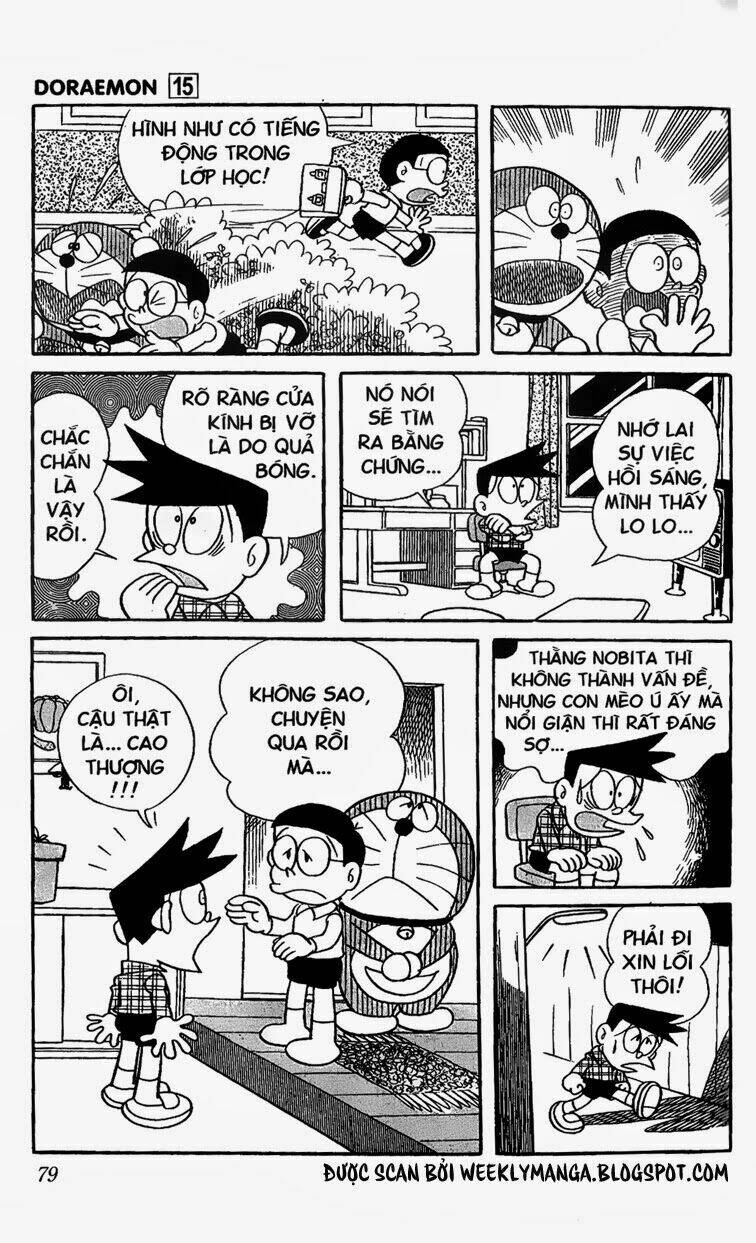 DORAEMON 15
HÌNH NHƯ CÓ TIẾNG
ĐỘNG TRONG
LỚP HỌC!
RÕ RÀNG CỬA
KÍNH BỊ VỠ
LÀ DO QUẢ
BÓNG.
CHẮC
CHẮN
LÀ
VẬY
RỒI.
NÓ NÓI
SẼ TÌM
RA BẰNG
CHỨNG...
NHỚ LẠI
SỰ VIỆC
HỒI SÁNG,
MÌNH THẤY
LO LO...
ÔI,
CẬU THẬT
LÀ... CAO
THƯỢNG
!!!
KHÔNG SAO,
CHUYỆN
QUA RỒI
MÀ...
THẰNG NOBITA THÌ
KHÔNG THÀNH VẤN ĐỀ,
NHƯNG CON MÈO Ú ẤY MÀ
NỔI GIẬN THÌ RẤT ĐÁNG
SỢ...
PHẢI ĐI
XIN LỖI
THÔI!
79
ĐƯỢC SCAN BỞI WEEKLYMANGA.BLOGSPOT.COM